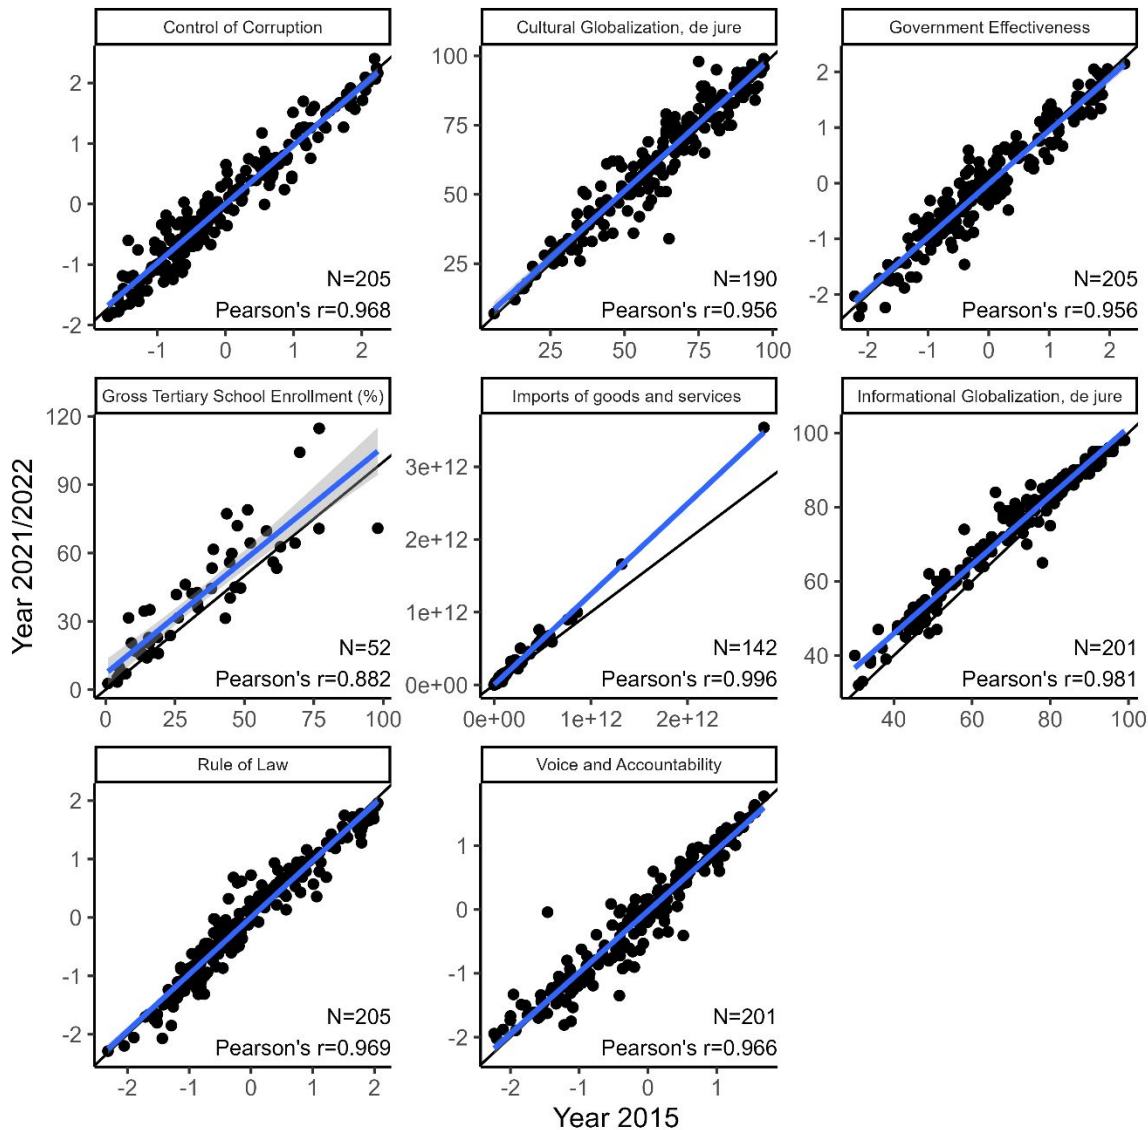 Control of Corruption
2
1
0
-1
-2
-1
0
1
2
N=205
Pearson's r=0.968
Cultural Globalization, de jure
100
75
50
25
25
50
75
100
N=190
Pearson's r=0.956
Government Effectiveness
2
1
0
-1
-2
-2
-1
0
1
2
N=205
Pearson's r=0.956
Year 2021/2022
Gross Tertiary School Enrollment (%)
120
90
60
30
0
0
25
50
75
100
N=52
Pearson's r=0.882
Imports of goods and services
3e+12
2e+12
1e+12
0e+00
0e+00
1e+12
2e+12
N=142
Pearson's r=0.996
Informational Globalization, de jure
100
80
60
40
40
60
80
100
N=201
Pearson's r=0.981
Rule of Law
2
1
0
-1
-2
-2
-1
0
1
2
N=205
Pearson's r=0.969
Voice and Accountability
1
0
-1
-2
-2
-1
0
1
N=201
Pearson's r=0.966
Year 2015